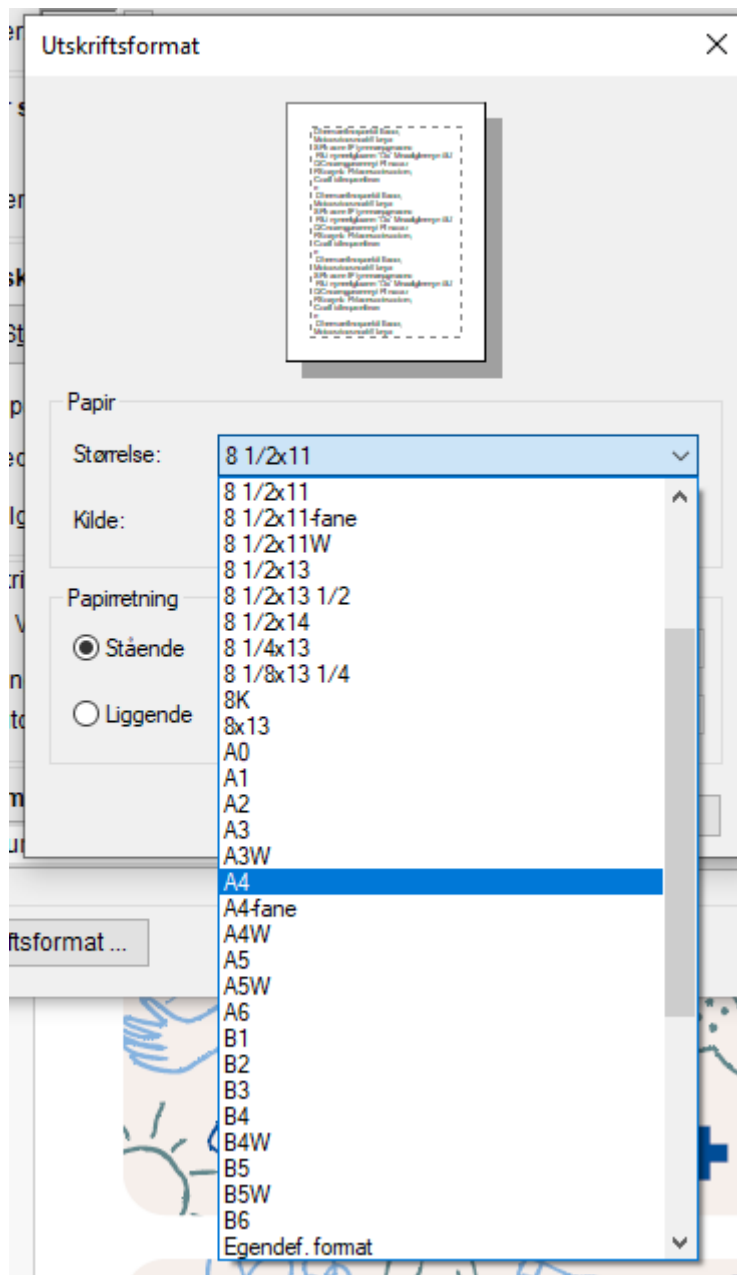 Utskriftsformat
Papir
Størrelse:
8 1/2x11
Kilde:
8 1/2x11
8 1/2x11-fane
8 1/2x11W
8 1/2x13
8 1/2x13 1/2
8 1/2x14
8 1/4x13
8 1/8x13 1/4
8K
8x13
A0
A1
A2
A3
A3W
A4
A4-fane
A4W
A5
A5W
A6
B1
B2
B3
B4
B4W
B5
B5W
B6
Egendef. format
Papirretning
Stående
Liggende
ftsformat ...